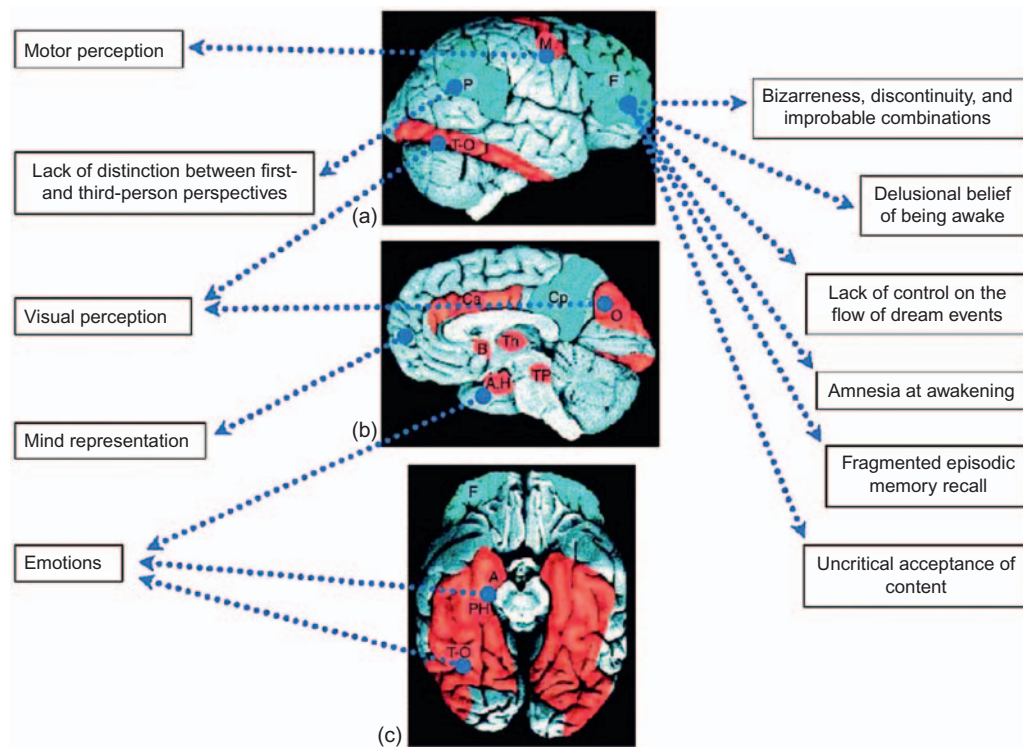 Motor perception
Lack of distinction between first-
and third-person perspectives
Visual perception
Mind representation
Emotions
M
P
F
T-O
(a)
Ca
Cp
O
B
Th
A.H
TP
(b)
F
A
PH
T-O
(c)
Bizarreness, discontinuity, and
improbable combinations
Delusional belief
of being awake
Lack of control on the
flow of dream events
Amnesia at awakening
Fragmented episodic
memory recall
Uncritical acceptance of
content